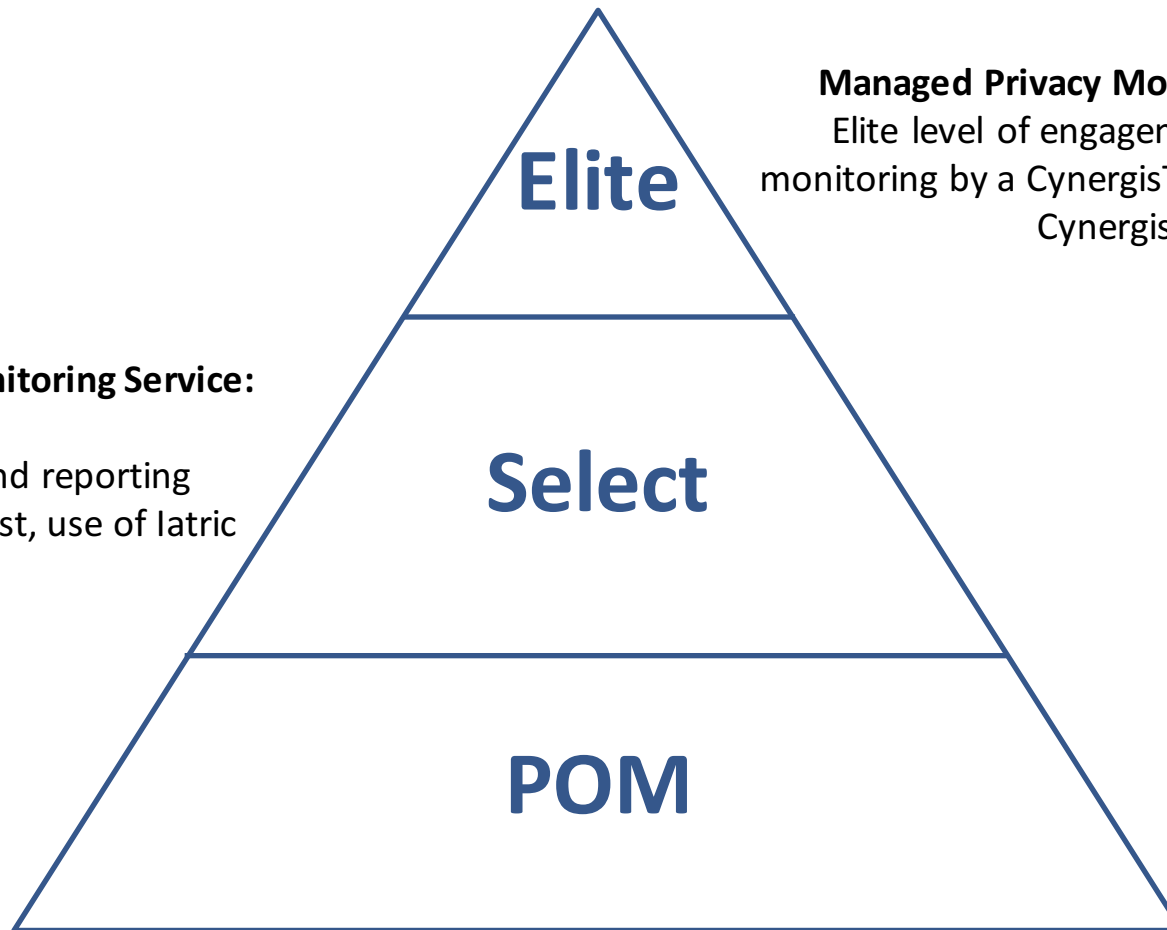 Managed Privacy Mo
Elite level of engager
monitoring by a Cynergis
Cynergis
Elite
nitoring Service:
nd reporting
st, use of Iatric
Select
POM